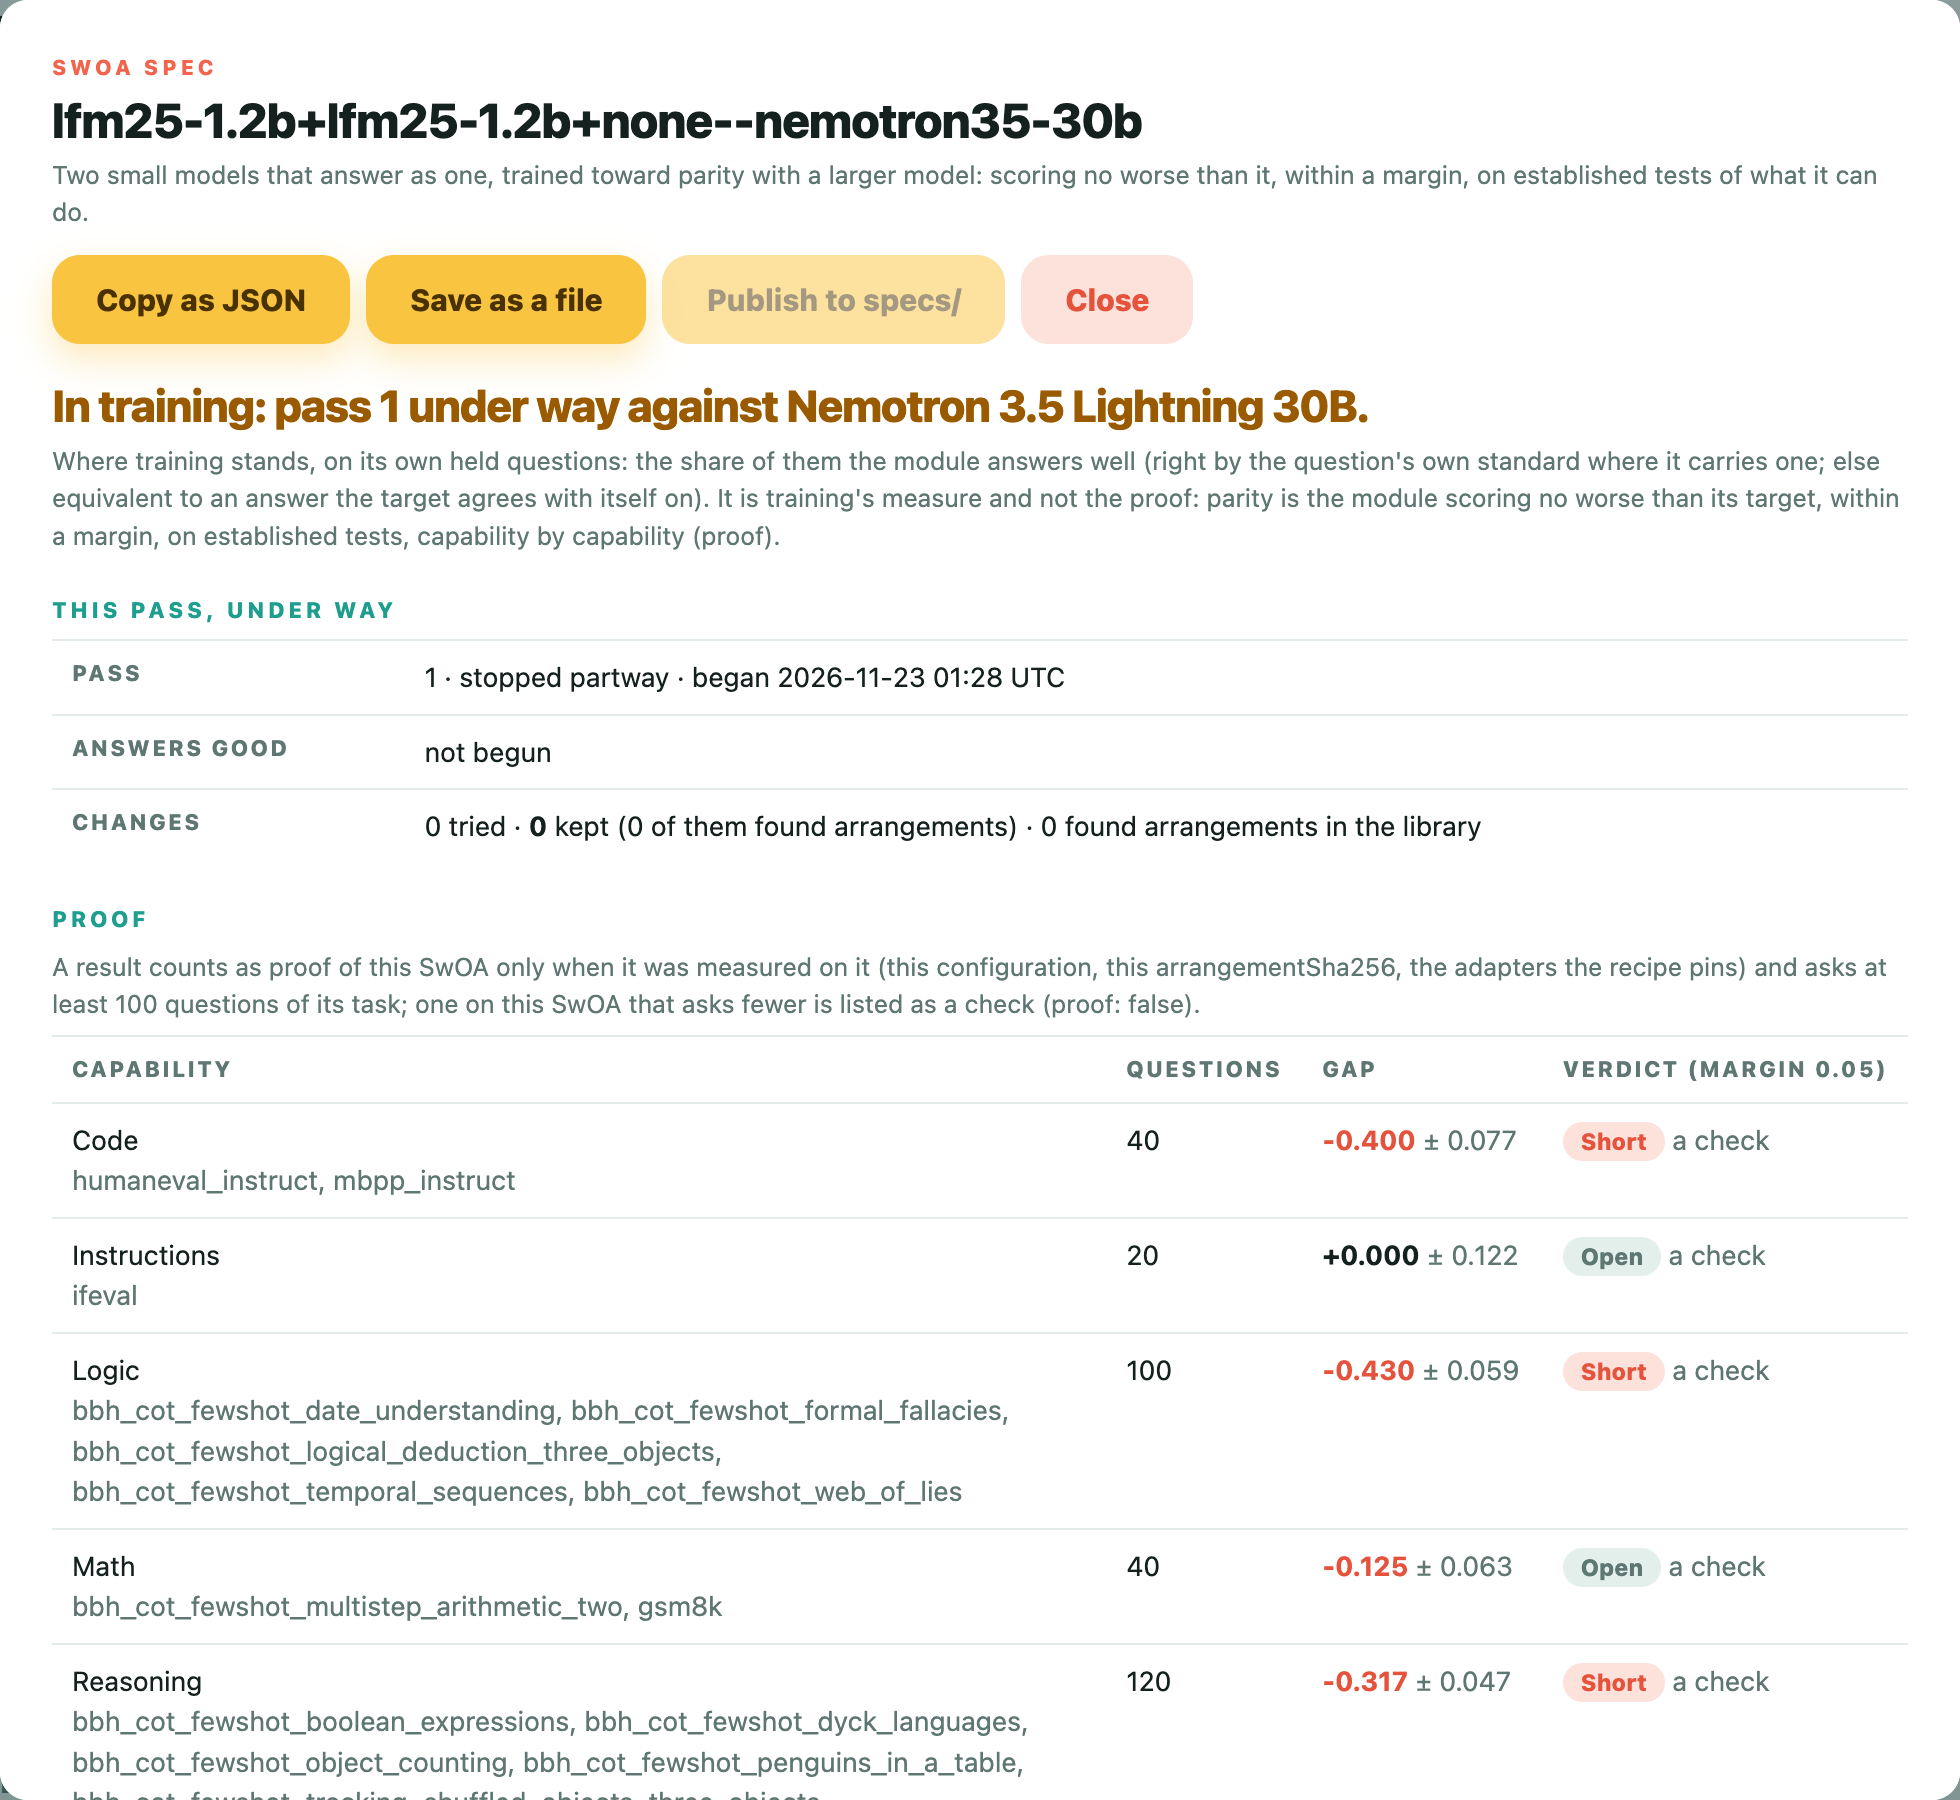 SWOA SPEC
lfm25-1.2b+lfm25-1.2b+none--nemotron35-30b
Two small models that answer as one, trained toward parity with a larger model: scoring no worse than it, within a margin, on established tests of what it can
do.
Copy as JSON Save as a file Publish to specs/ Close
In training: pass 1 under way against Nemotron 3.5 Lightning 30B.
Where training stands, on its own held questions: the share of them the module answers well (right by the question's own standard where it carries one; else
equivalent to an answer the target agrees with itself on). It is training's measure and not the proof: parity is the module scoring no worse than its target, within
a margin, on established tests, capability by capability (proof).
THIS PASS, UNDER WAY
PASS 1 · stopped partway · began 2026-11-23 01:28 UTC
ANSWERS GOOD not begun
CHANGES 0 tried · 0 kept (0 of them found arrangements) · 0 found arrangements in the library
PROOF
A result counts as proof of this SwOA only when it was measured on it (this configuration, this arrangementSha256, the adapters the recipe pins) and asks at
least 100 questions of its task; one on this SwOA that asks fewer is listed as a check (proof: false).
CAPABILITY QUESTIONS GAP VERDICT (MARGIN 0.05)
Code 40 -0.400 ± 0.077 Short a check
humaneval_instruct, mbpp_instruct
Instructions 20 +0.000 ± 0.122 Open a check
ifeval
Logic 100 -0.430 ± 0.059 Short a check
bbh_cot_fewshot_date_understanding, bbh_cot_fewshot_formal_fallacies,
bbh_cot_fewshot_logical_deduction_three_objects,
bbh_cot_fewshot_temporal_sequences, bbh_cot_fewshot_web_of_lies
Math 40 -0.125 ± 0.063 Open a check
bbh_cot_fewshot_multistep_arithmetic_two, gsm8k
Reasoning 120 -0.317 ± 0.047 Short a check
bbh_cot_fewshot_boolean_expressions, bbh_cot_fewshot_dyck_languages,
bbh_cot_fewshot_object_counting, bbh_cot_fewshot_penguins_in_a_table,